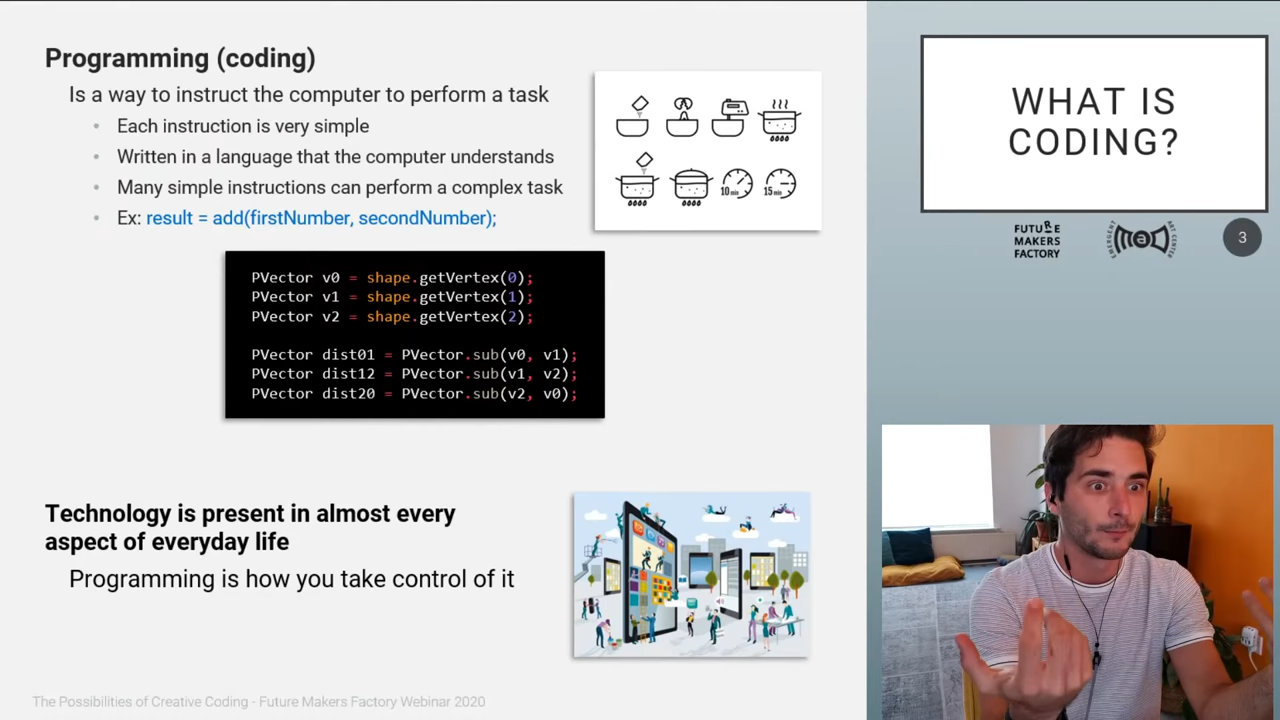 Programming (coding)
Is a way to instruct the computer to perform a task
• Each instruction is very simple
• Written in a language that the computer understands
• Many simple instructions can perform a complex task
• Ex: result = add(firstNumber, secondNumber);
10 min
15 min
PVector v0 = shape.getVertex(0);
PVector v1 = shape.getVertex(1);
PVector v2 = shape.getVertex(2);
PVector dist01 = PVector.sub(v0, v1);
PVector dist12 = PVector.sub(v1, v2);
PVector dist20 = PVector.sub(v2, v0);
Technology is present in almost every
aspect of everyday life
Programming is how you take control of it
The Possibilities of Creative Coding - Future Makers Factory Webinar 2020
WHAT IS
CODING?
FUTURE
MAKERS
FACTORY
3